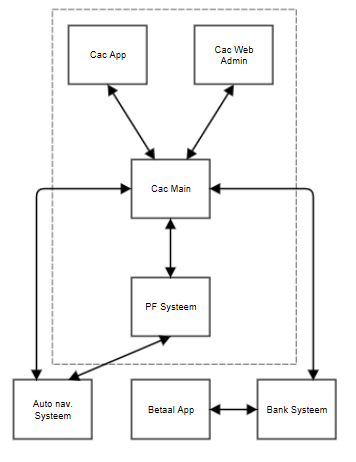 Cac App
Cac Web
Admin
Cac Main
PF Systeem
Auto nav.
Systeem
Betaal App
Bank Systeem